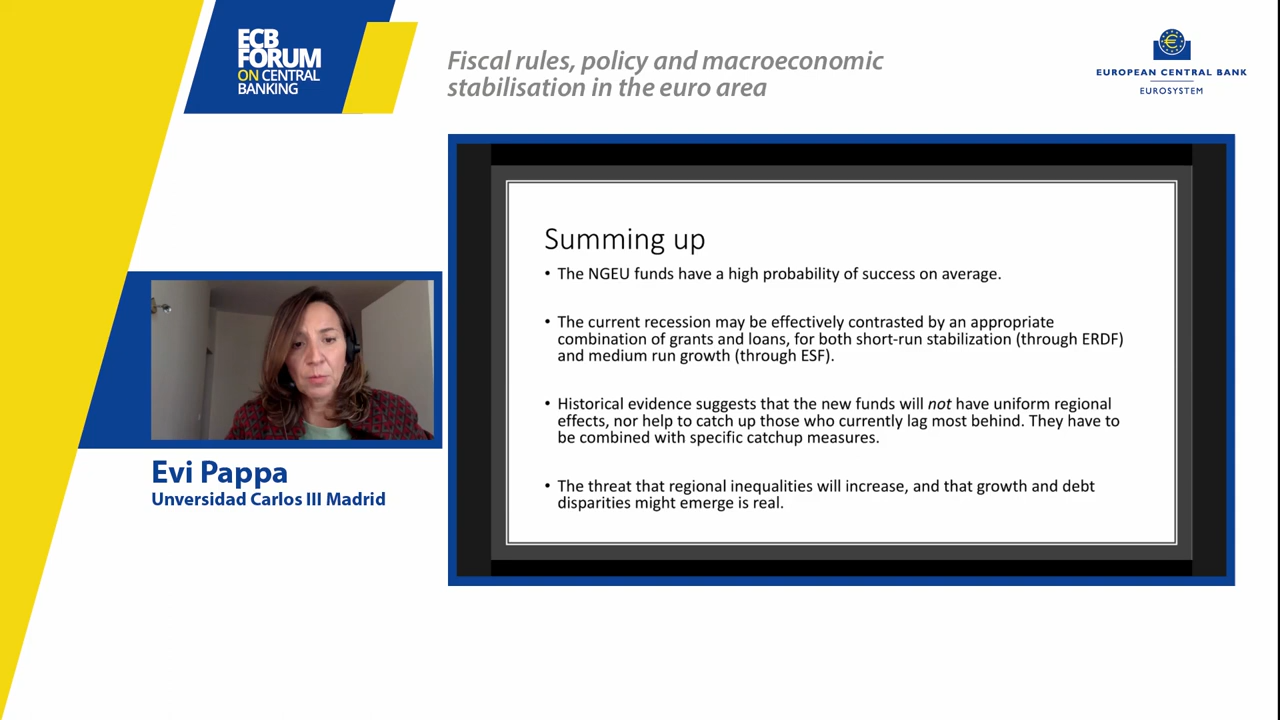 ECB
FORUM
ON CENTRAL
BANKING
Fiscal rules, policy and macroeconomic
stabilisation in the euro area
EUROPEAN CENTRAL BANK
EUROSYSTEM
Summing up
• The NGEU funds have a high probability of success on average.
• The current recession may be effectively contrasted by an appropriate
combination of grants and loans, for both short-run stabilization (through ERDF)
and medium run growth (through ESF).
• Historical evidence suggests that the new funds will not have uniform regional
effects, nor help to catch up those who currently lag most behind. They have to
be combined with specific catchup measures.
• The threat that regional inequalities will increase, and that growth and debt
disparities might emerge is real.
Evi Pappa
Unversidad Carlos III Madrid